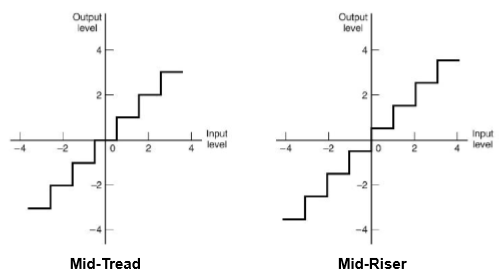 Output
level
4
2
-4
-2
0
2
4
Input
level
-2
-4
Mid-Tread
Output
level
4
2
-4
-2
0
2
4
Input
level
-2
-4
Mid-Riser